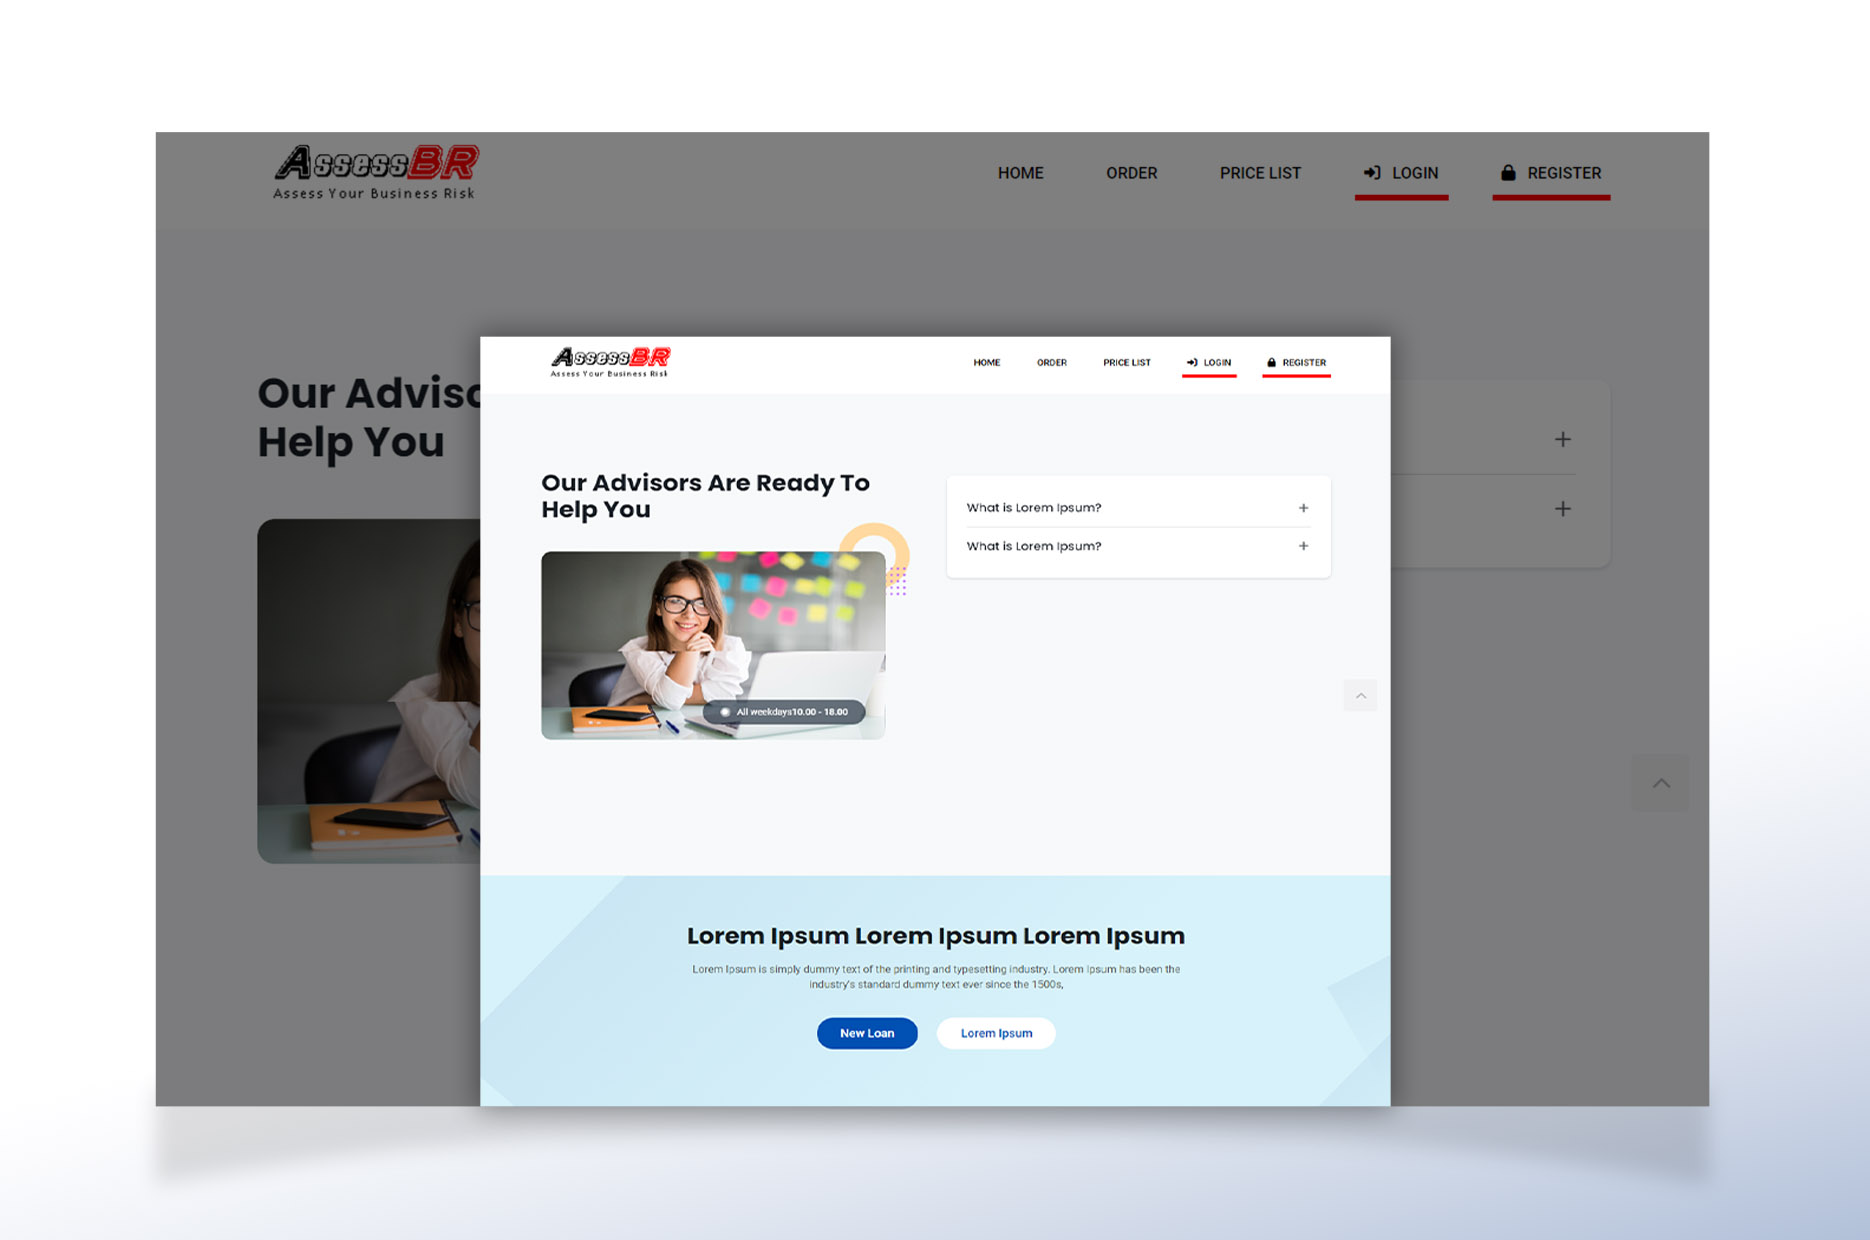 AssessBR
Assess Your Business Risk
HOME
ORDER
PRICE LIST
LOGIN
REGISTER
Our Adviso
Help You
AssessBR
Assess Your Business Risk
HOME
ORDER
PRICE LIST
LOGIN
REGISTER
Our Advisors Are Ready To
Help You
What is Lorem Ipsum?
What is Lorem Ipsum?
All weekdays10.00 - 18.00
Lorem Ipsum Lorem Ipsum Lorem Ipsum
Lorem Ipsum is simply dummy text of the printing and typesetting industry. Lorem Ipsum has been the
industry's standard dummy text ever since the 1500s,
New Loan
Lorem Ipsum